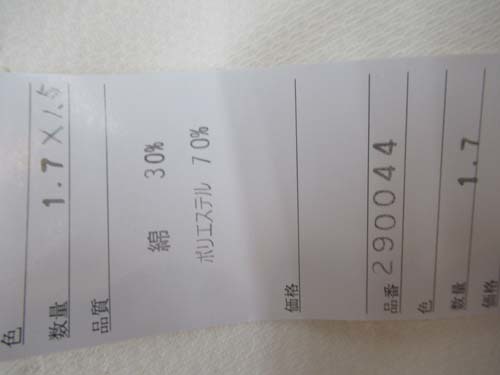 色
数量 1.7×1.5
品質
綿 30%
ポリエステル 70%
価格
品番 290044
色
数量 1.7
価格